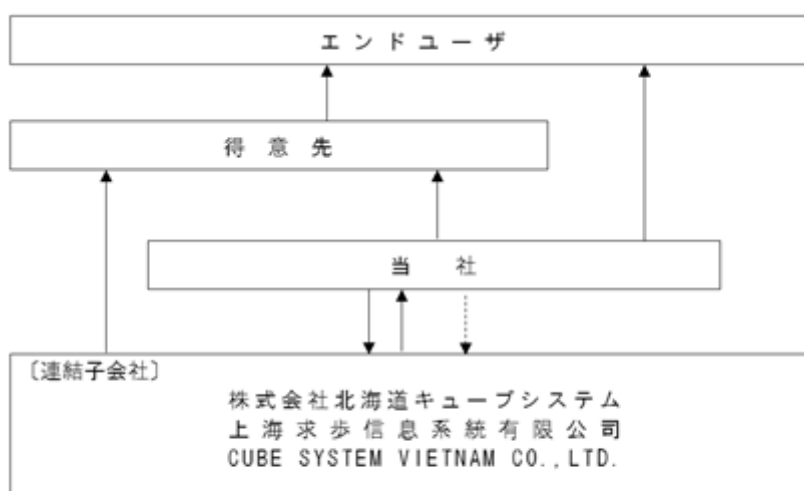 エンドユーザ
得意先
当社
〔連結子会社〕
株式会社北海道キューブシステム
上海求歩信息系統有限公司
CUBE SYSTEM VIETNAM CO.,LTD.